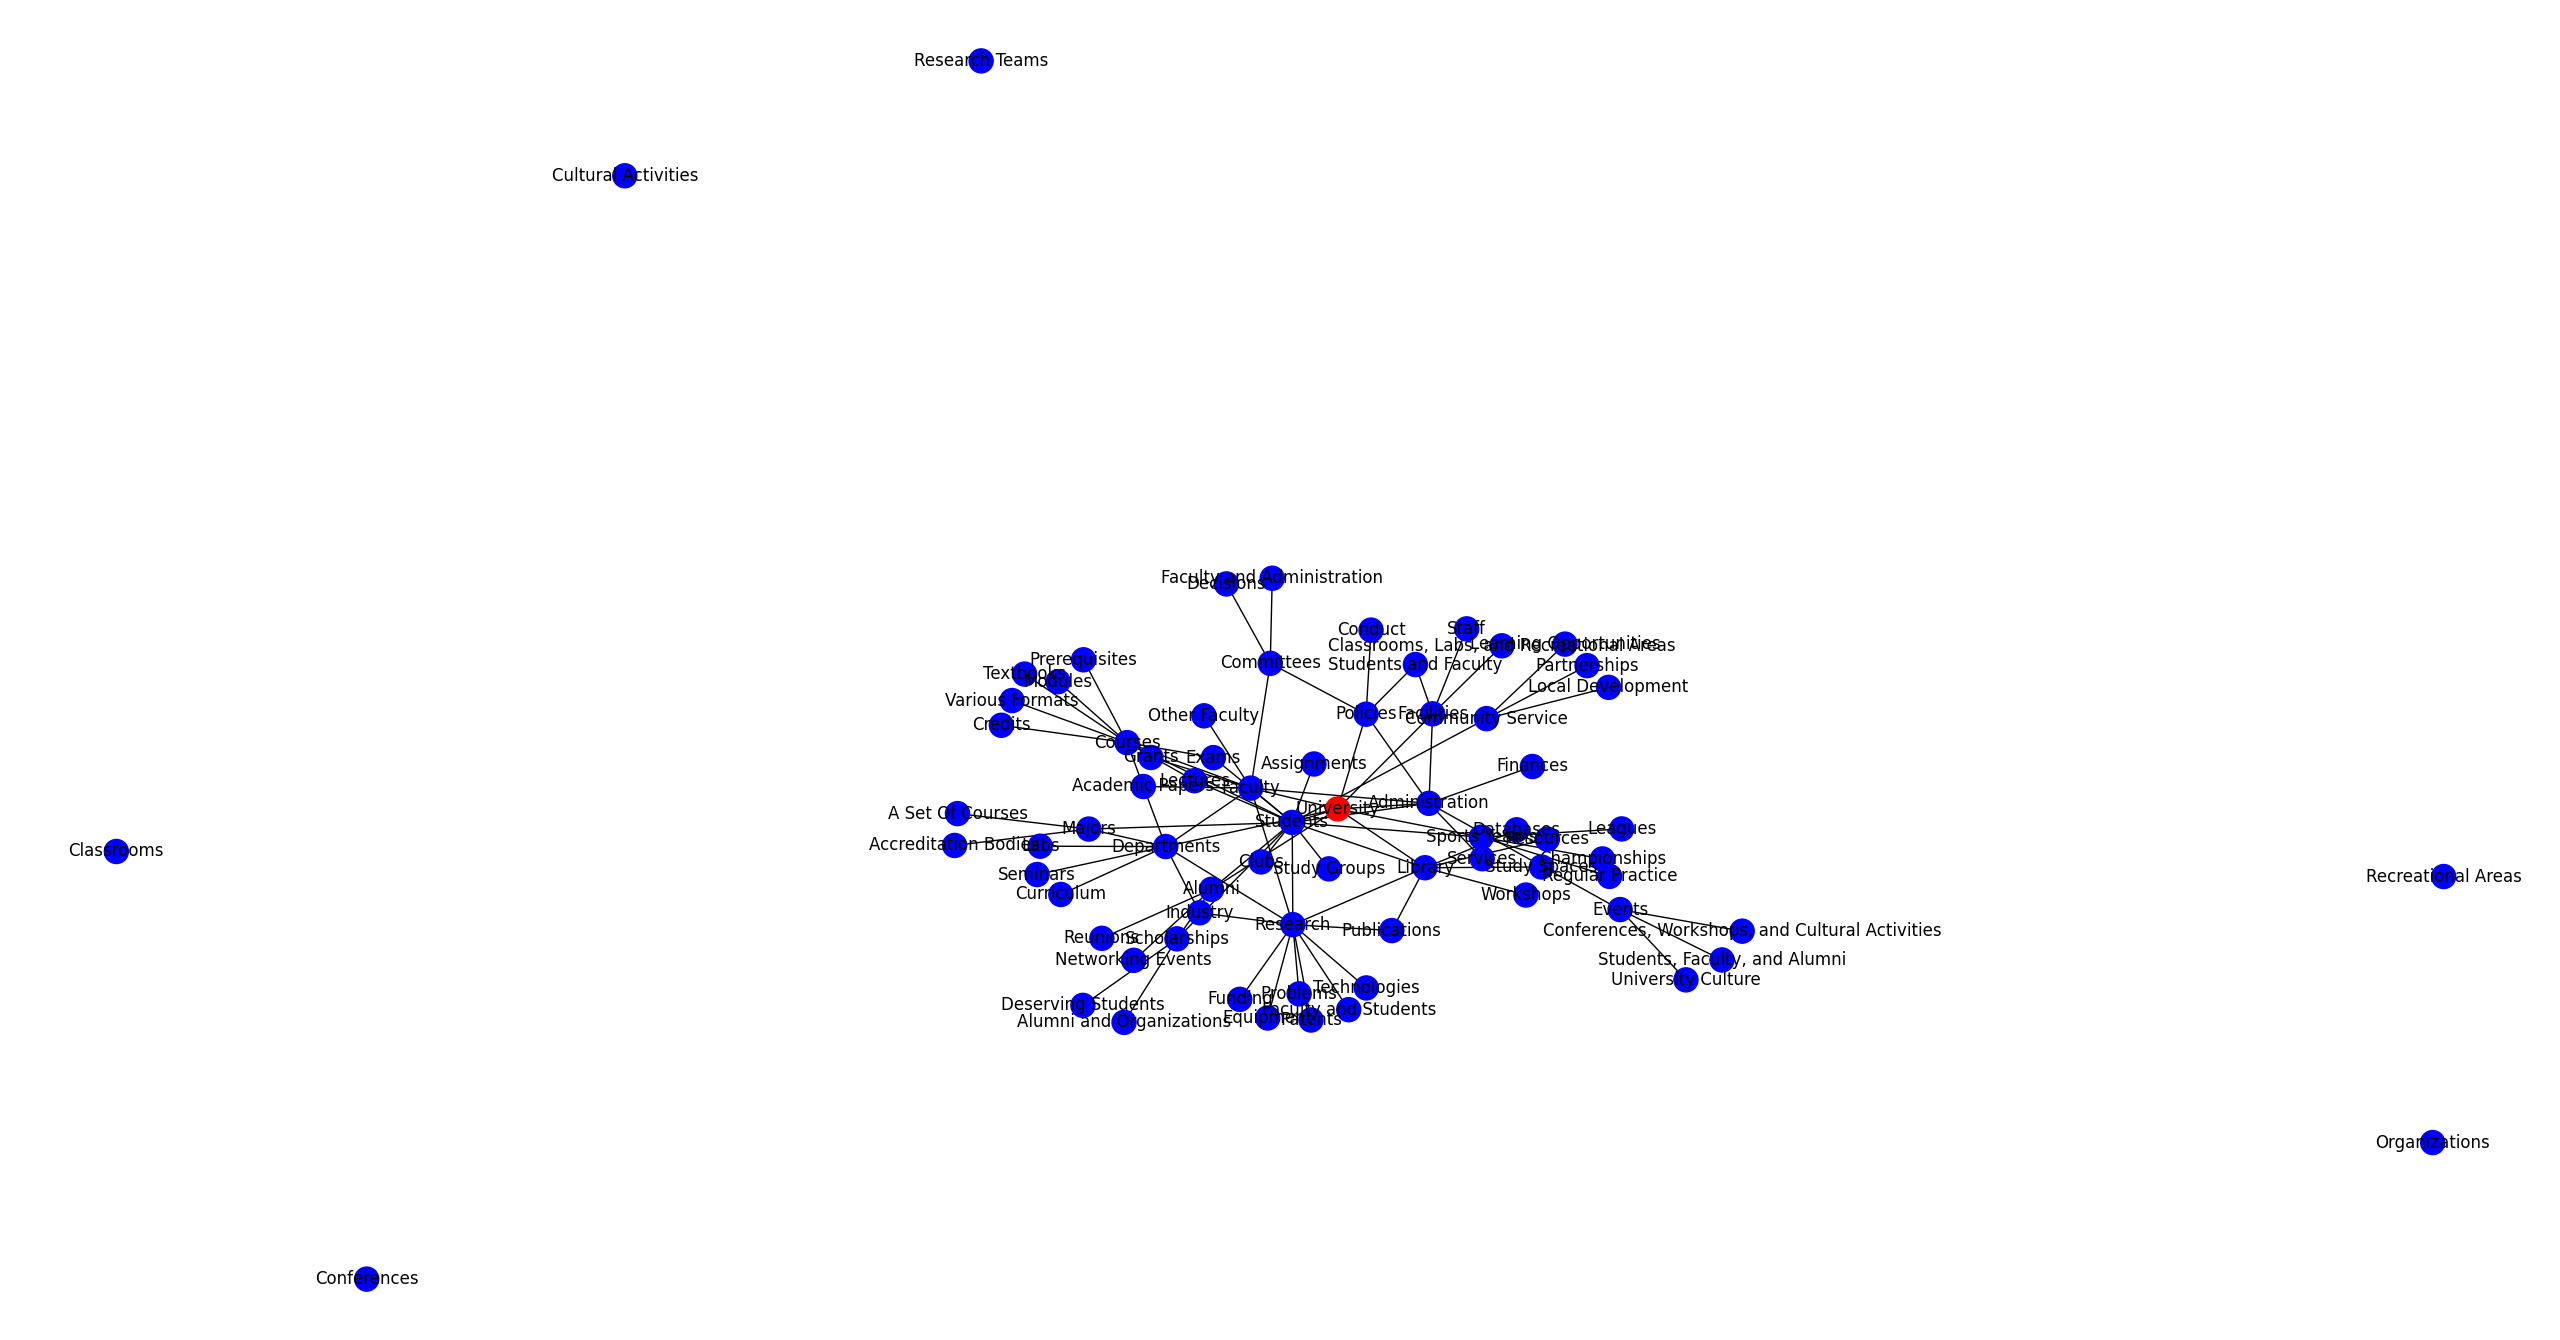 Research Teams
Cultural Activities
Faculty and Administration
Decisions
Conduct
Staff
Learning Opportunities
Classrooms, Labs, and Recreational Areas
Prerequisites
Committees
Students and Faculty
Partnerships
Textbooks
Modules
Local Development
Various Formats
Other Faculty
Policies
Facilities
Community Service
Credits
Courses
Grants
Exams
Assignments
Finances
Lectures
Academic Papers
Faculty
Administration
University
A Set Of Courses
Students
Majors
Databases
Leagues
Sports Teams
Resources
Accreditation Bodies
Labs
Departments
Classrooms
Services
Championships
Clubs
Study Groups
Library
Study Spaces
Seminars
Regular Practice
Recreational Areas
Alumni
Curriculum
Workshops
Industry
Events
Research
Publications
Conferences, Workshops, and Cultural Activities
Reunions
Scholarships
Networking Events
Students, Faculty, and Alumni
University Culture
Technologies
Problems
Funding
Deserving Students
Faculty and Students
Equipment
Patents
Alumni and Organizations
Organizations
Conferences